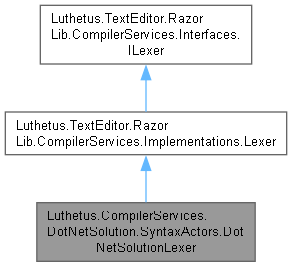 Luthetus.TextEditor.Razor
Lib.CompilerServices.Interfaces.
ILexer
Luthetus.TextEditor.Razor
Lib.CompilerServices.Implementations.Lexer
Luthetus.CompilerServices.
DotNetSolution.SyntaxActors.Dot
NetSolutionLexer